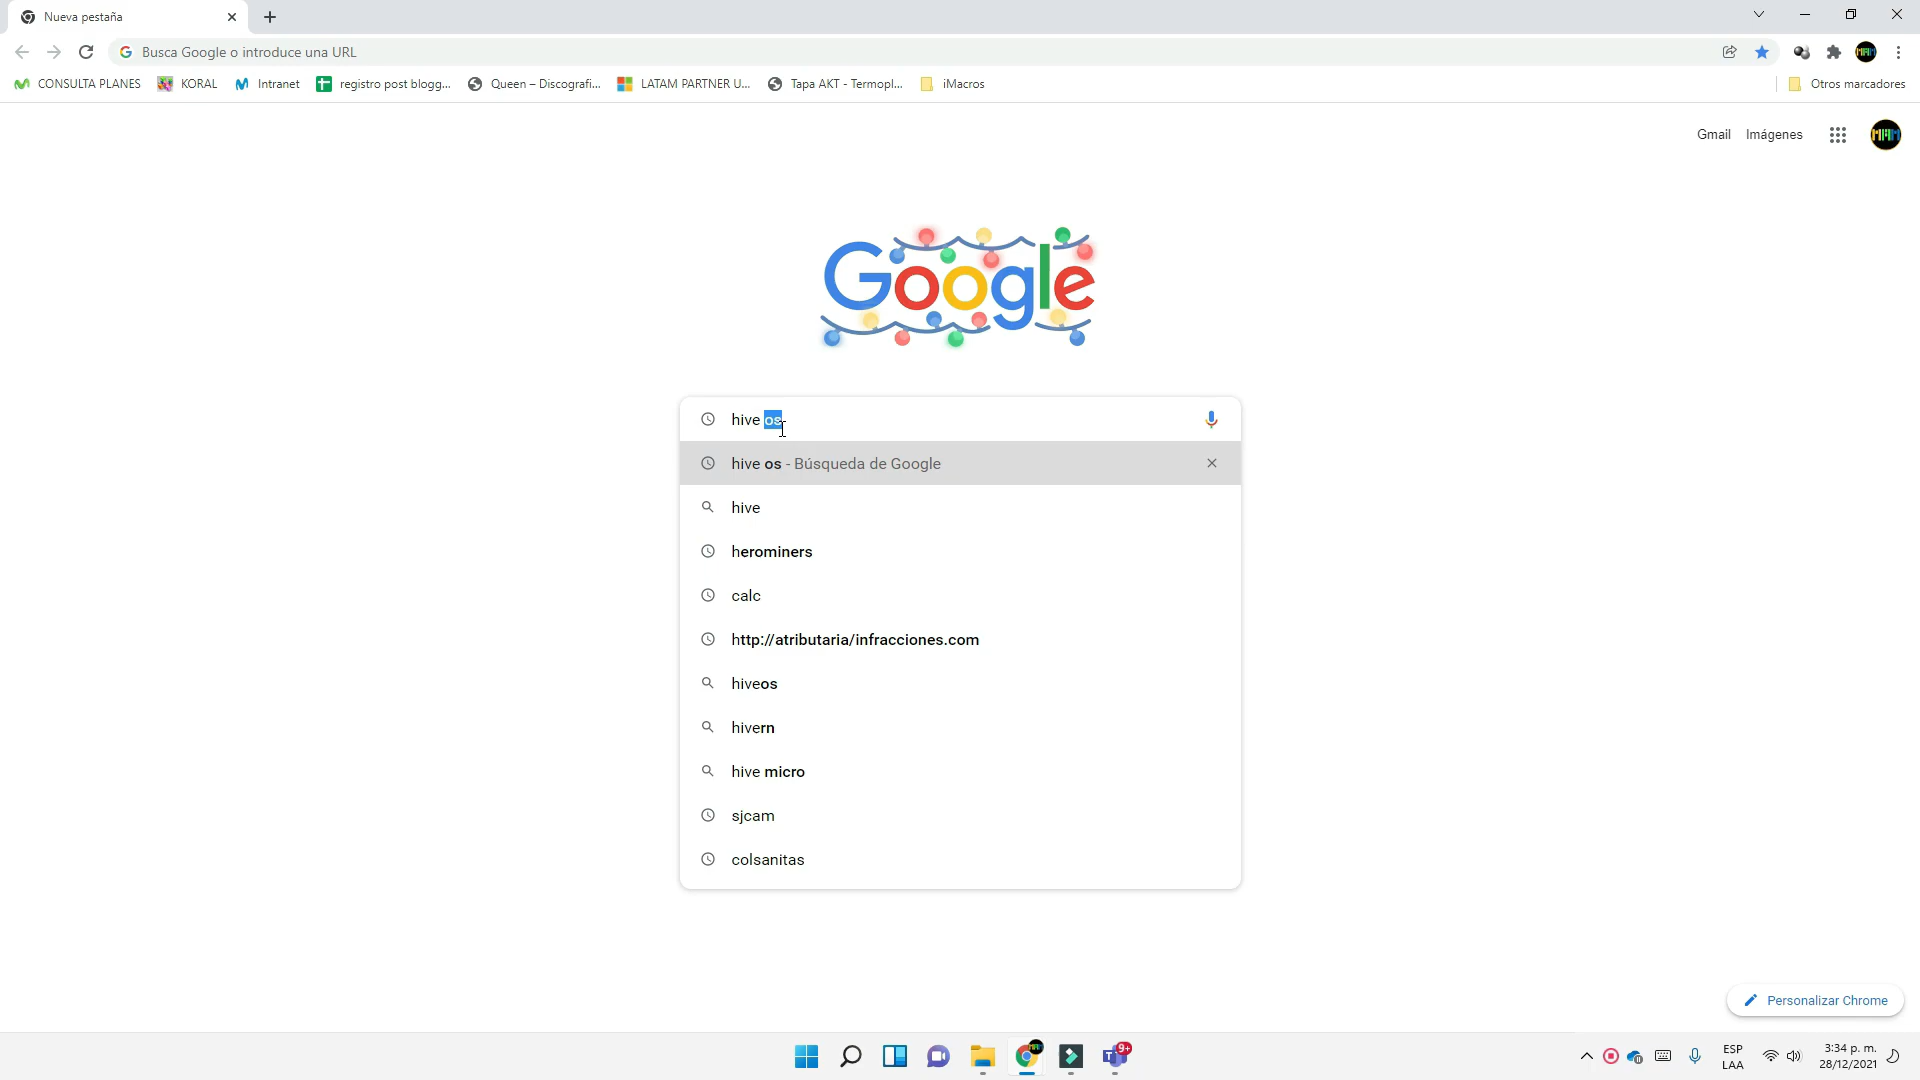 Nueva pestaña
Busca Google o introduce una URL
CONSULTA PLANES KORAL Intranet registro post blogg... Queen – Discografi... LATAM PARTNER U... Tapa AKT - Termopl... iMacros Otros marcadores
Gmail Imágenes
Google
hive os
hive os - Búsqueda de Google
hive
herominers
calc
http://atributaria/infracciones.com
hiveos
hivern
hive micro
sjcam
colsanitas
Personalizar Chrome
9+
ESP 3:34 p. m.
LAA 28/12/2021